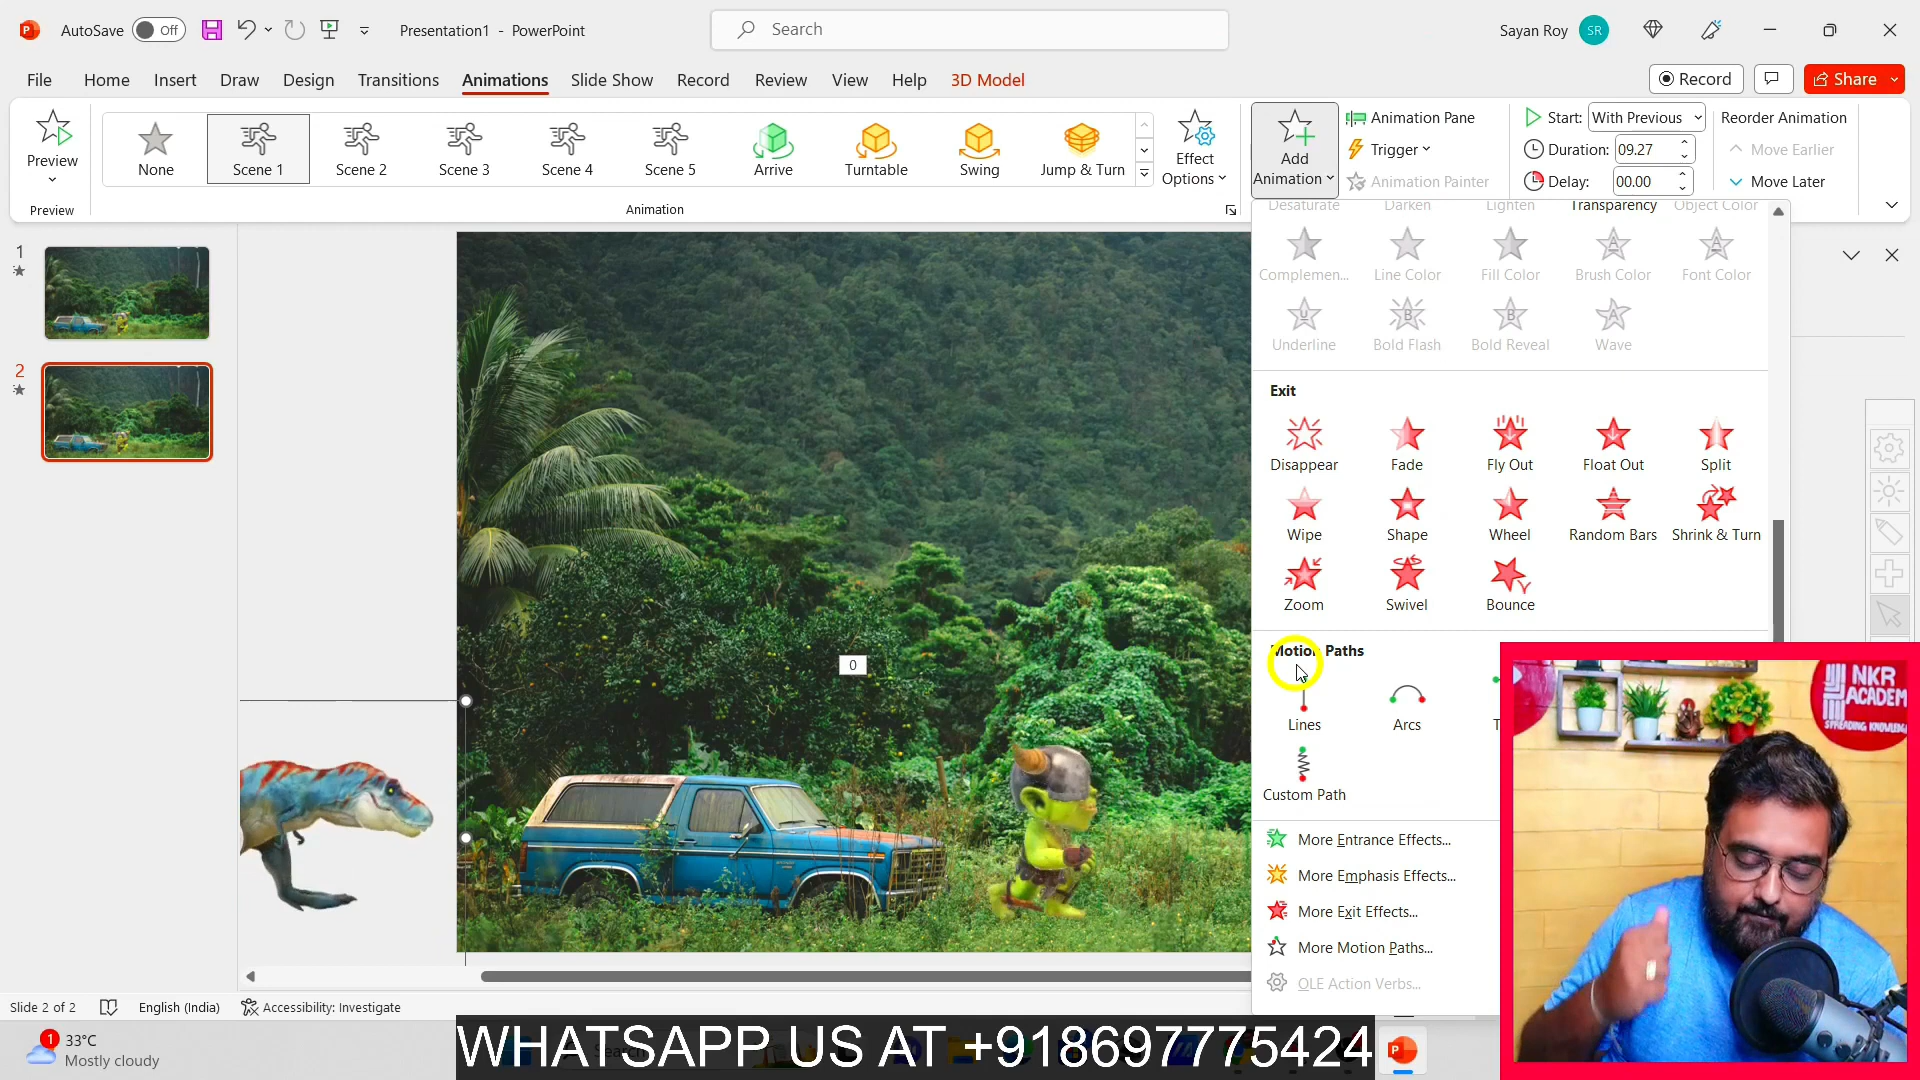 AutoSave Off Presentation1 - PowerPoint Search Sayan Roy SR
File Home Insert Draw Design Transitions Animations Slide Show Record Review View Help 3D Model Record Share
Preview
Preview
None Scene 1 Scene 2 Scene 3 Scene 4 Scene 5 Arrive Turntable Swing Jump & Turn
Animation
Effect
Options
Add
Animation
Animation Pane
Trigger
Animation Painter
Start: With Previous
Duration: 09.27
Delay: 00.00
Reorder Animation
Move Earlier
Move Later
Desaturate Darken Lighten Transparency Object Color
Complemen... Line Color Fill Color Brush Color Font Color
Underline Bold Flash Bold Reveal Wave
Exit
Disappear Fade Fly Out Float Out Split
Wipe Shape Wheel Random Bars Shrink & Turn
Zoom Swivel Bounce
Motion Paths
Lines Arcs
Custom Path
More Entrance Effects...
More Emphasis Effects...
More Exit Effects...
More Motion Paths...
OLE Action Verbs...
1
2
0
NKR
ACADEM
SPREADING KNOWLEDG
Slide 2 of 2 English (India) Accessibility: Investigate
1
33°C
Mostly cloudy
WHATSAPP US AT +918697775424